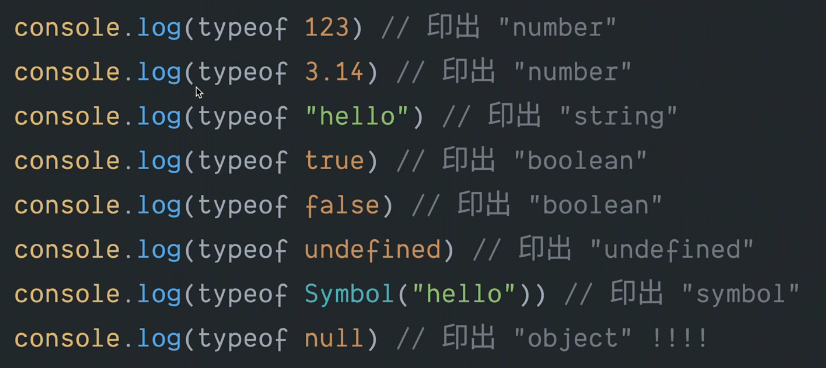 console.log(typeof 123) // 印出 "number"
console.log(typeof 3.14) // 印出 "number"
console.log(typeof "hello") // 印出 "string"
console.log(typeof true) // 印出 "boolean"
console.log(typeof false) // 印出 "boolean"
console.log(typeof undefined) // 印出 "undefined"
console.log(typeof Symbol("hello")) // 印出 "symbol"
console.log(typeof null) // 印出 "object" !!!!